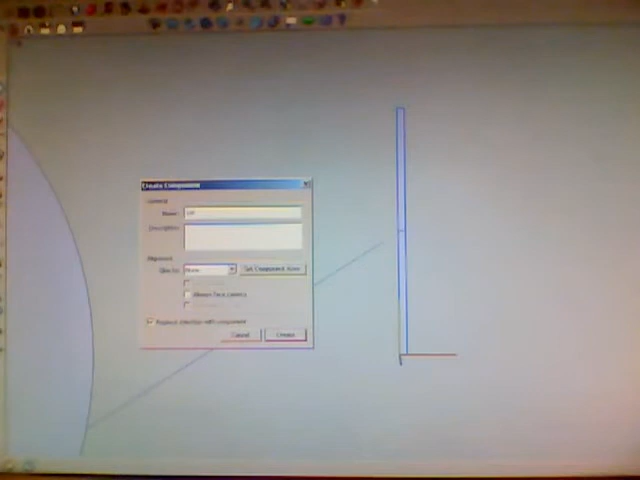 Create Component
General
Name:
Description:
Alignment
Glue to: None
Set Component Axes
Always face camera
Replace selection with component
Cancel
Create